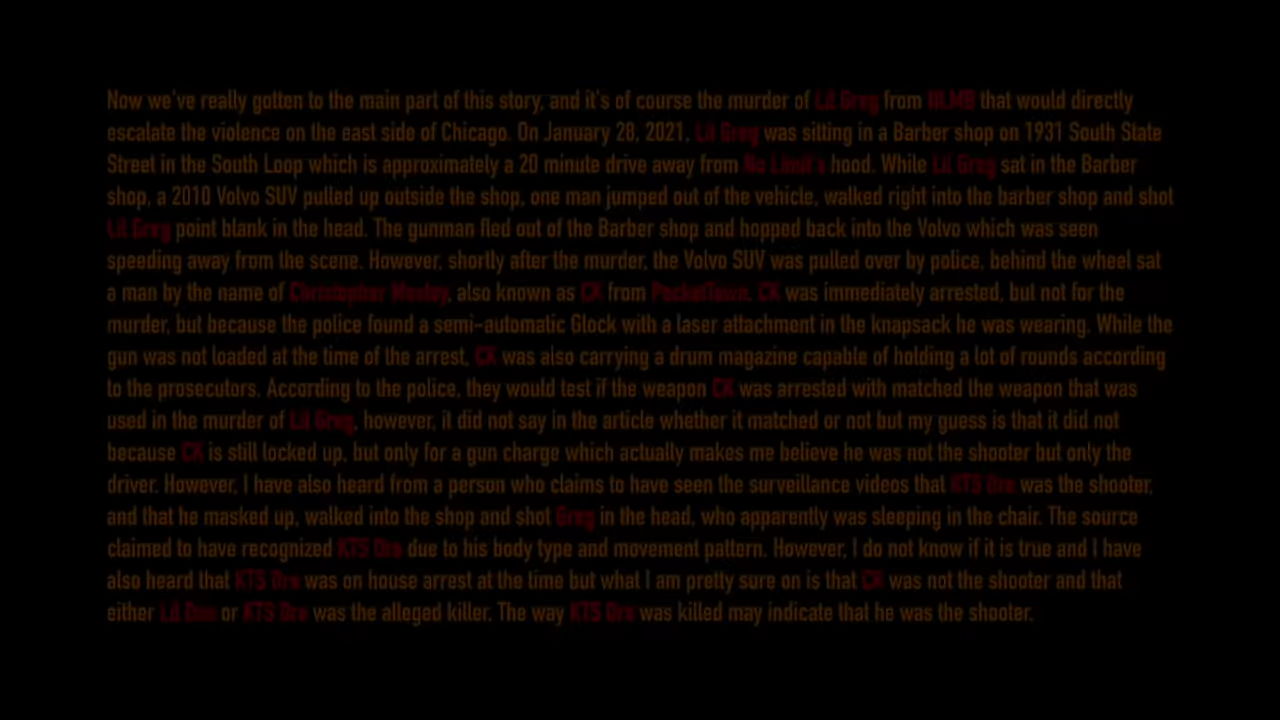 Now we've really gotten to the main part of this story, and it's of course the murder of Lil Greg from NLMB that would directly
escalate the violence on the east side of Chicago. On January 28, 2021, Lil Greg was sitting in a Barber shop on 1931 South State
Street in the South Loop which is approximately a 20 minute drive away from No Limit's hood. While Lil Greg sat in the Barber
shop, a 2010 Volvo SUV pulled up outside the shop, one man jumped out of the vehicle, walked right into the barber shop and shot
Lil Greg point blank in the head. The gunman fled out of the Barber shop and hopped back into the Volvo which was seen
speeding away from the scene. However, shortly after the murder, the Volvo SUV was pulled over by police, behind the wheel sat
a man by the name of Christopher Mosley, also known as CK from PocketTown. CK was immediately arrested, but not for the
murder, but because the police found a semi-automatic Glock with a laser attachment in the knapsack he was wearing. While the
gun was not loaded at the time of the arrest, CK was also carrying a drum magazine capable of holding a lot of rounds according
to the prosecutors. According to the police, they would test if the weapon CK was arrested with matched the weapon that was
used in the murder of Lil Greg, however, it did not say in the article whether it matched or not but my guess is that it did not
because CK is still locked up, but only for a gun charge which actually makes me believe he was not the shooter but only the
driver. However, I have also heard from a person who claims to have seen the surveillance videos that KTS Dre was the shooter,
and that he masked up, walked into the shop and shot Greg in the head, who apparently was sleeping in the chair. The source
claimed to have recognized KTS Dre due to his body type and movement pattern. However, I do not know if it is true and I have
also heard that KTS Dre was on house arrest at the time but what I am pretty sure on is that CK was not the shooter and that
either Lil Don or KTS Dre was the alleged killer. The way KTS Dre was killed may indicate that he was the shooter.